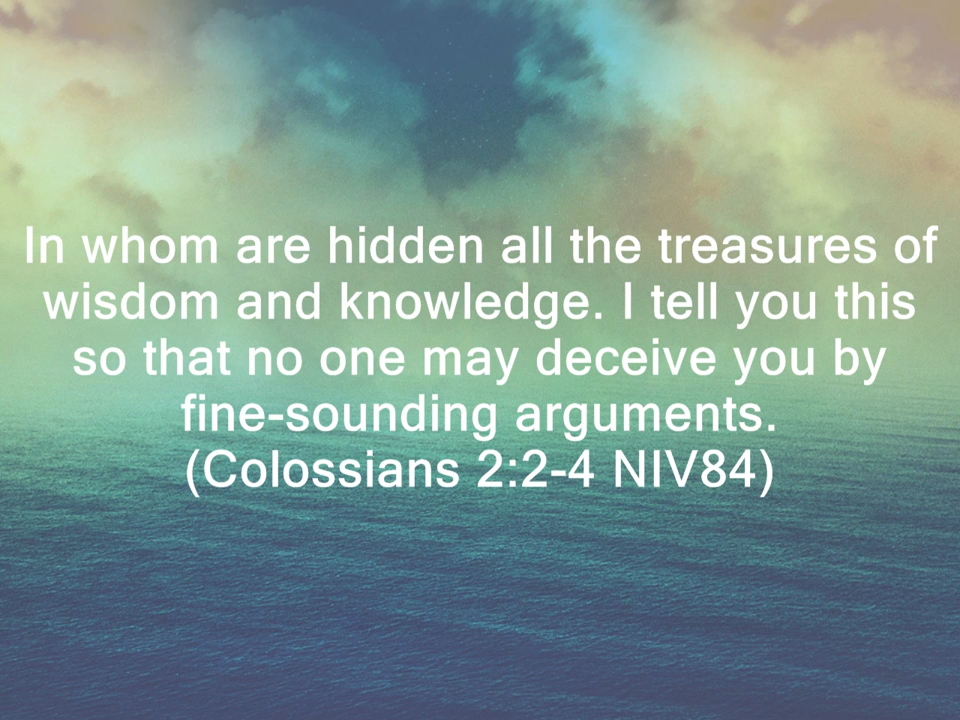 In whom are hidden all the treasures of
wisdom and knowledge. I tell you this
so that no one may deceive you by
fine-sounding arguments.
(Colossians 2:2-4 NIV84)